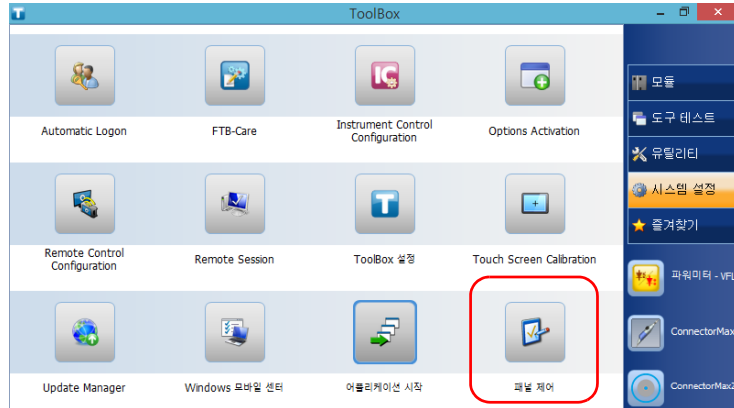 ToolBox
Automatic Logon
FTB-Care
Instrument Control
Configuration
Options Activation
Remote Control
Configuration
Remote Session
ToolBox 설정
Touch Screen Calibration
Update Manager
Windows 모바일 센터
어플리케이션 시작
패널 제어
모듈
도구 테스트
유틸리티
시스템 설정
즐겨찾기
파워미터 - VFL
ConnectorMax
ConnectorMax2